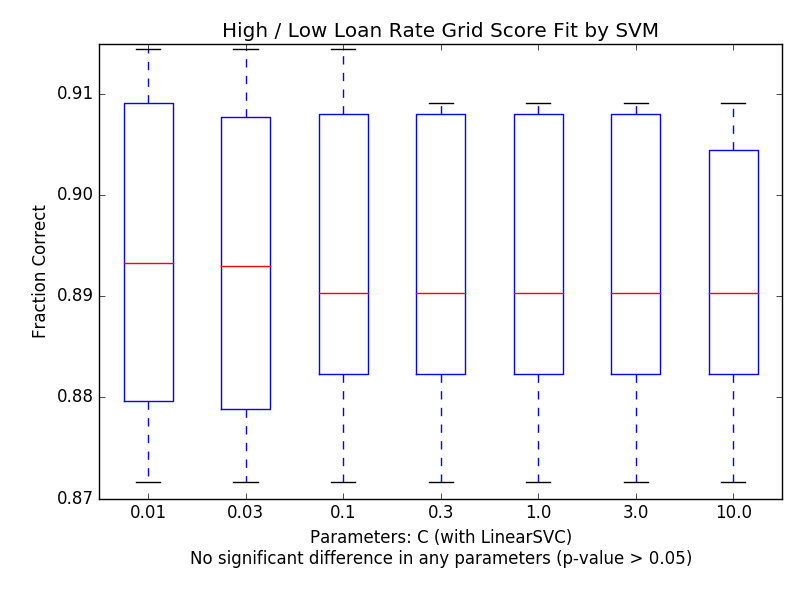 High / Low Loan Rate Grid Score Fit by SVM
0.91
0.90
0.89
0.88
0.87
Fraction Correct
0.01 0.03 0.1 0.3 1.0 3.0 10.0
Parameters: C (with LinearSVC)
No significant difference in any parameters (p-value > 0.05)